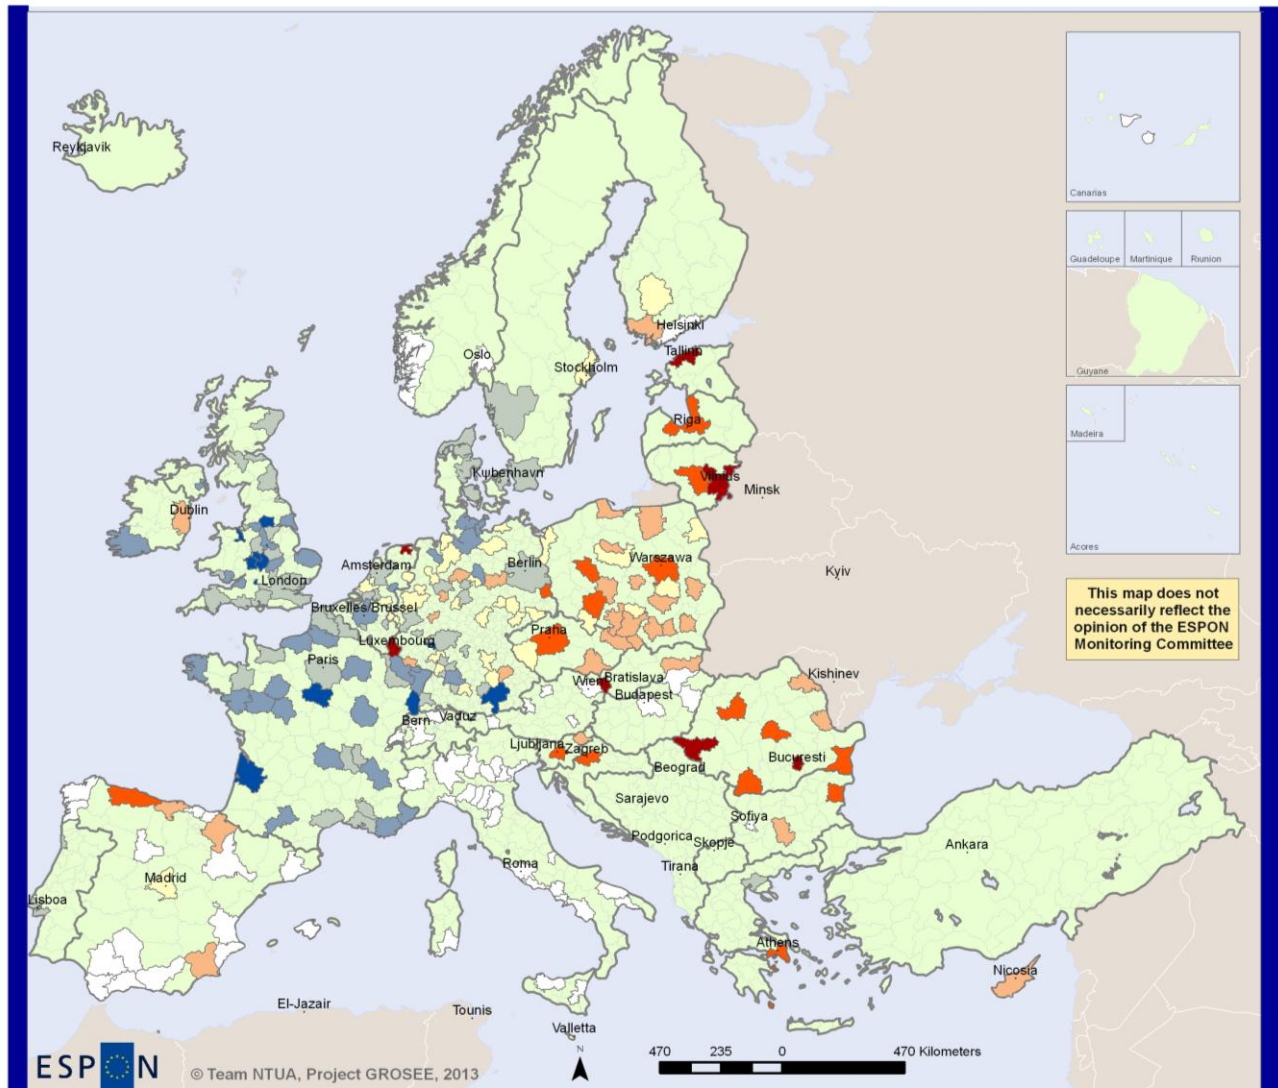 Reykjavik
Canarias
Guadeloupe
Martinique
Riunion
Guyane
Madeira
Acores
Oslo
Helsinki
Tallinn
Stockholm
Riga
Kψbenhavn
Vilnius
Minsk
Dublin
Amsterdam
Berlin
Warszawa
London
Kyiv
Bruxelles/Brussel
This map does not
necessarily reflect the
opinion of the ESPON
Monitoring Committee
Luxembourg
Praha
Paris
Kishinev
Wien
Bratislava
Budapest
Bern
Vaduz
Ljubljana
Zagreb
Bucuresti
Beograd
Sarajevo
Sofiya
Podgorica
Skopje
Ankara
Tirana
Roma
Madrid
Lisboa
Athens
Nicosia
El-Jazair
Tounis
Valletta
N
470
235
0
470 Kilometers
ESPON
© Team NTUA, Project GROSEE, 2013